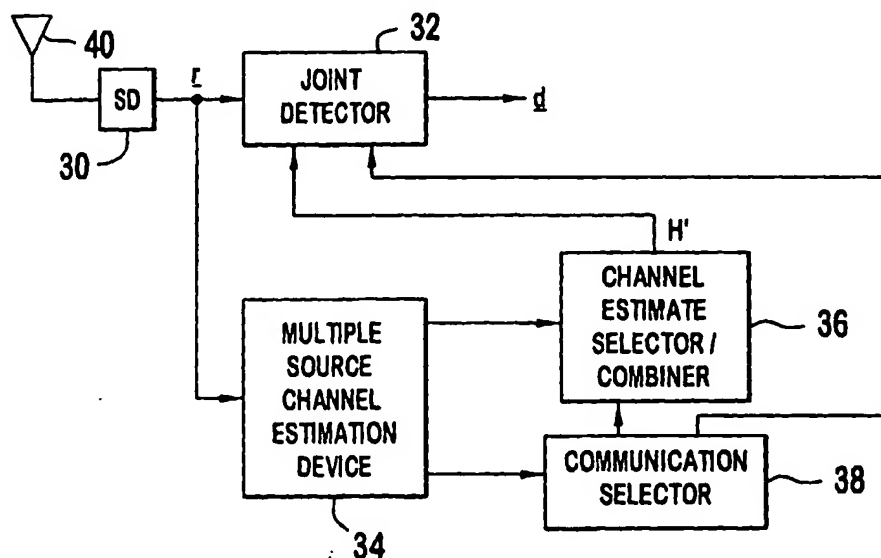 40
SD
30
r
32
JOINT
DETECTOR
d
H'
MULTIPLE
SOURCE
CHANNEL
ESTIMATION
DEVICE
34
CHANNEL
ESTIMATE
SELECTOR /
COMBINER
36
COMMUNICATION
SELECTOR
38